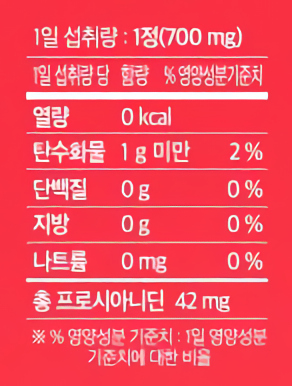 1일 섭취량 : 1정(700 mg)
1일 섭취량 당 함량 % 영양성분기준치
열량 0 kcal
탄수화물 1 g 미만 2 %
단백질 0 g 0 %
지방 0 g 0 %
나트륨 0 mg 0 %
총 프로시아니딘 42 mg
※ % 영양성분 기준치 : 1일 영양성분
기준치에 대한 비율